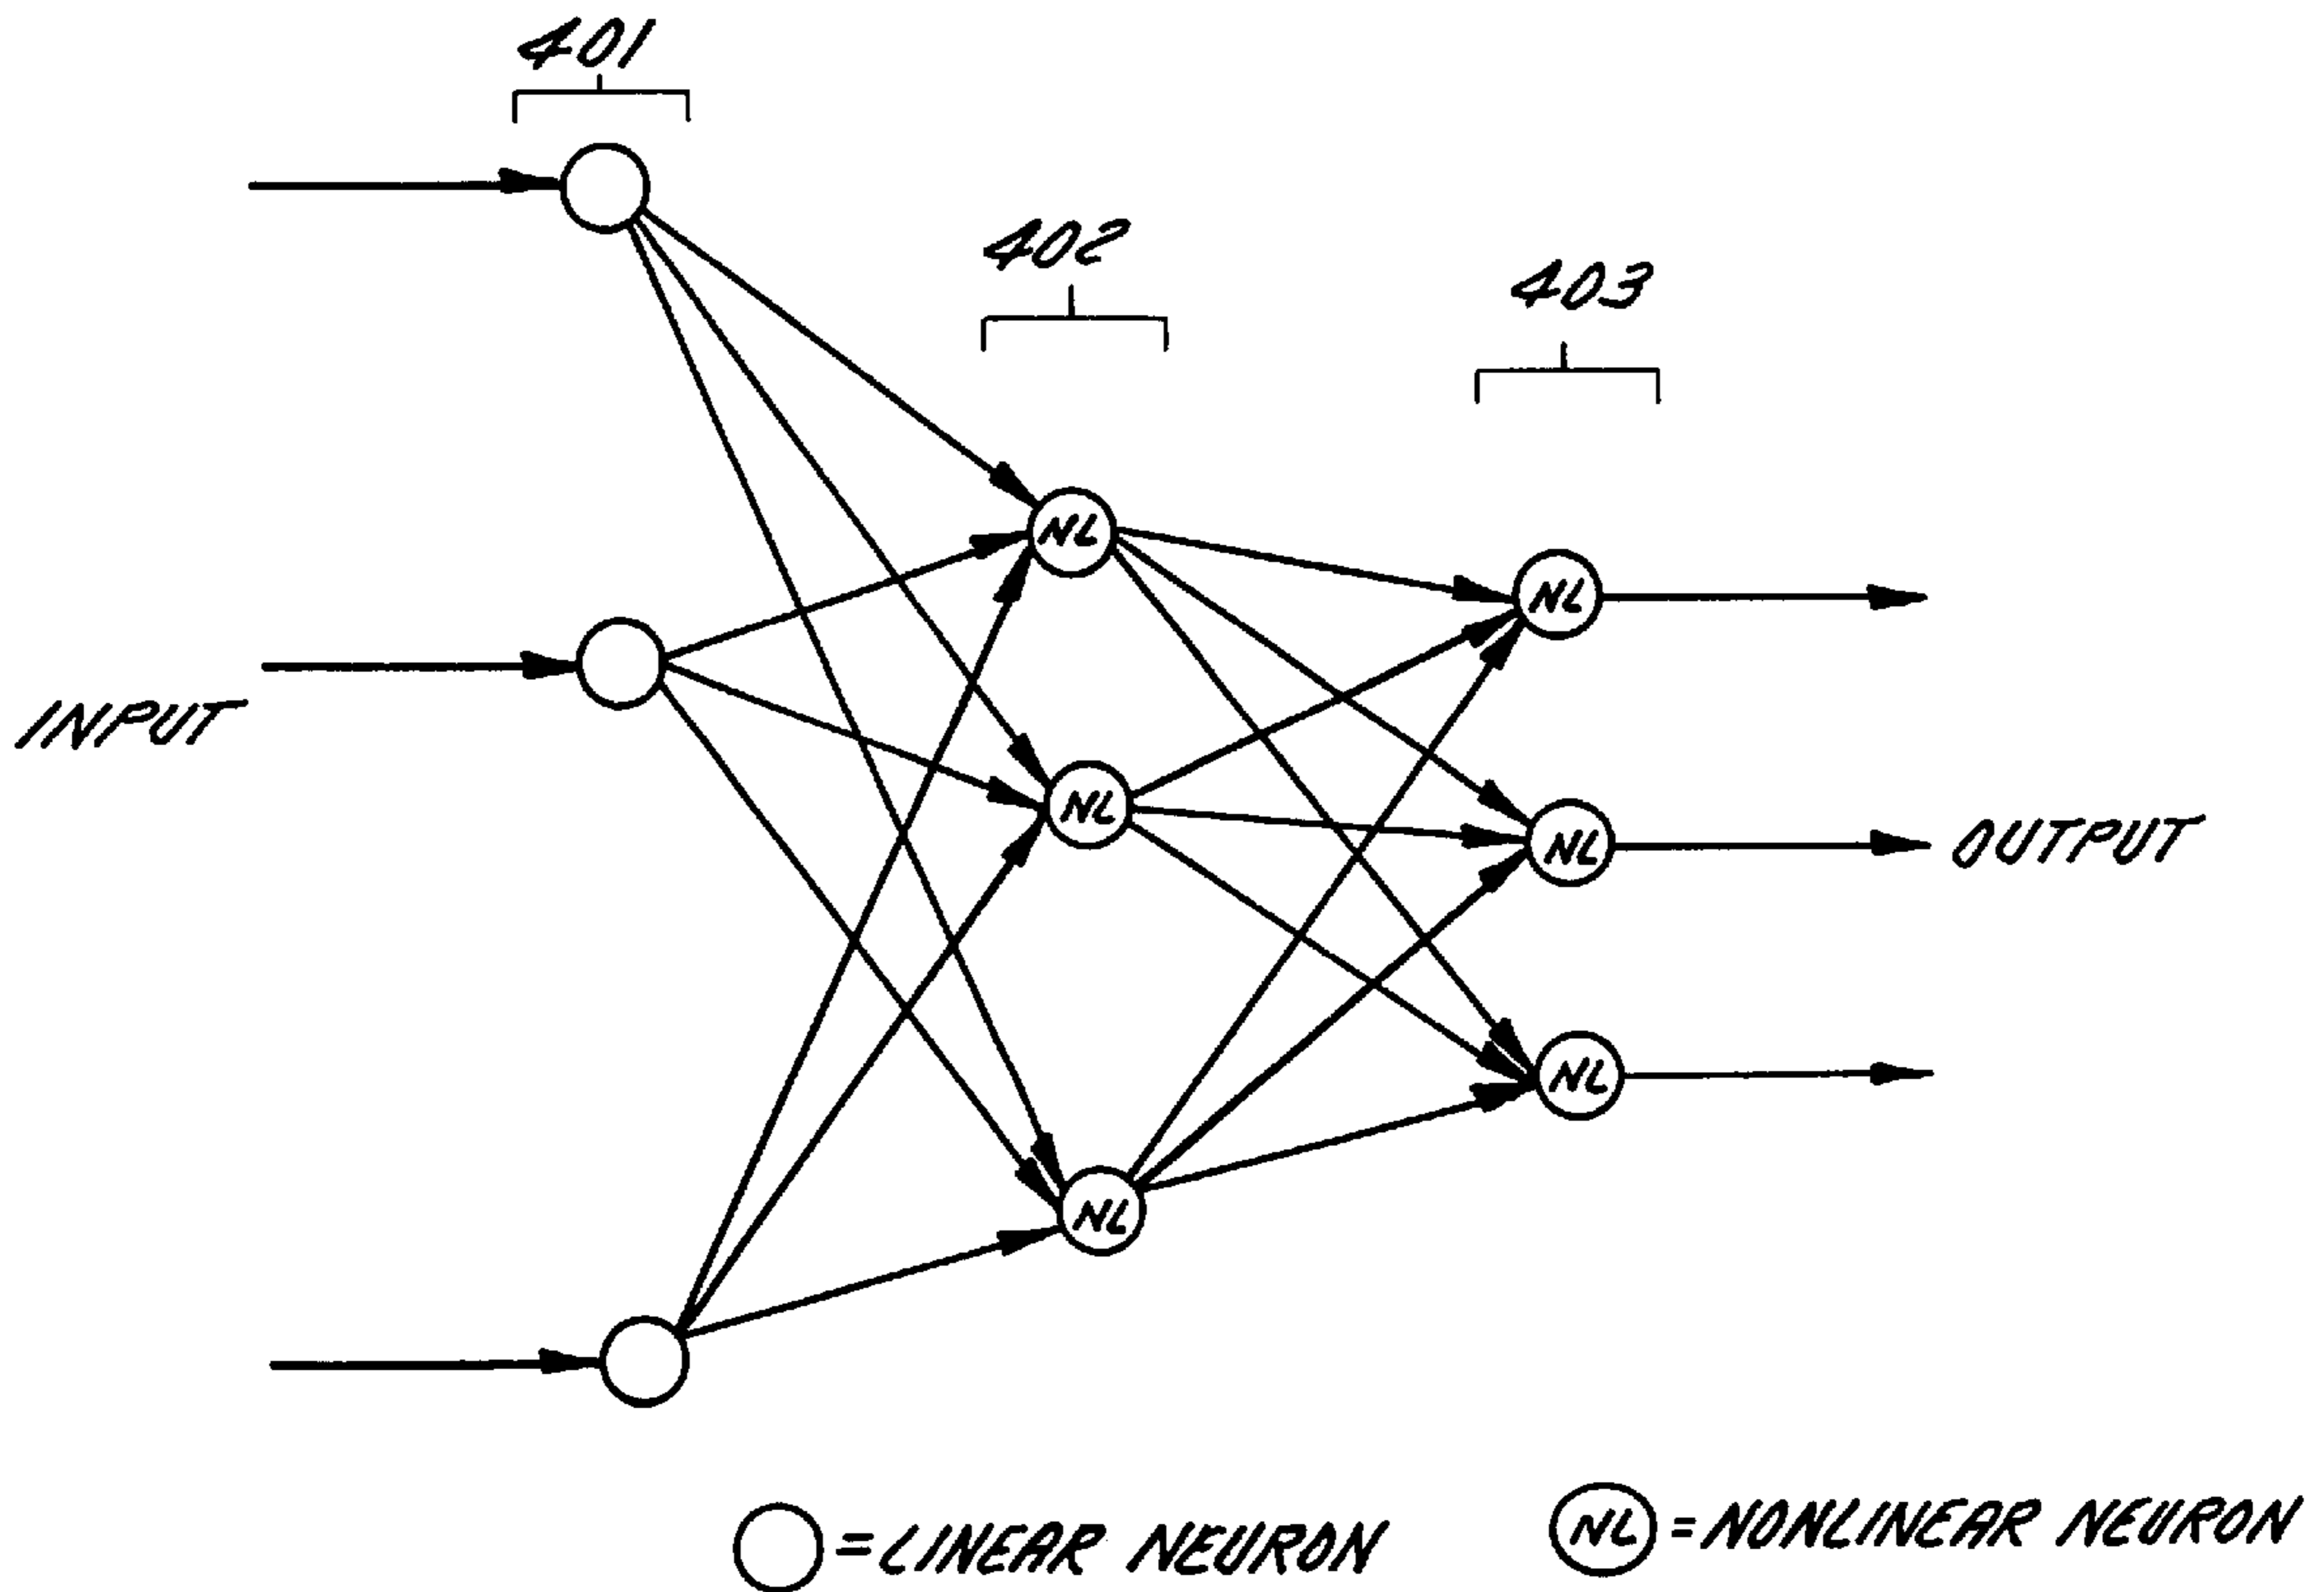 401
402
403
NL
NL
INPUT
NL
NL
OUTPUT
NL
NL
= LINEAR NEURON
NL = NONLINEAR NEURON